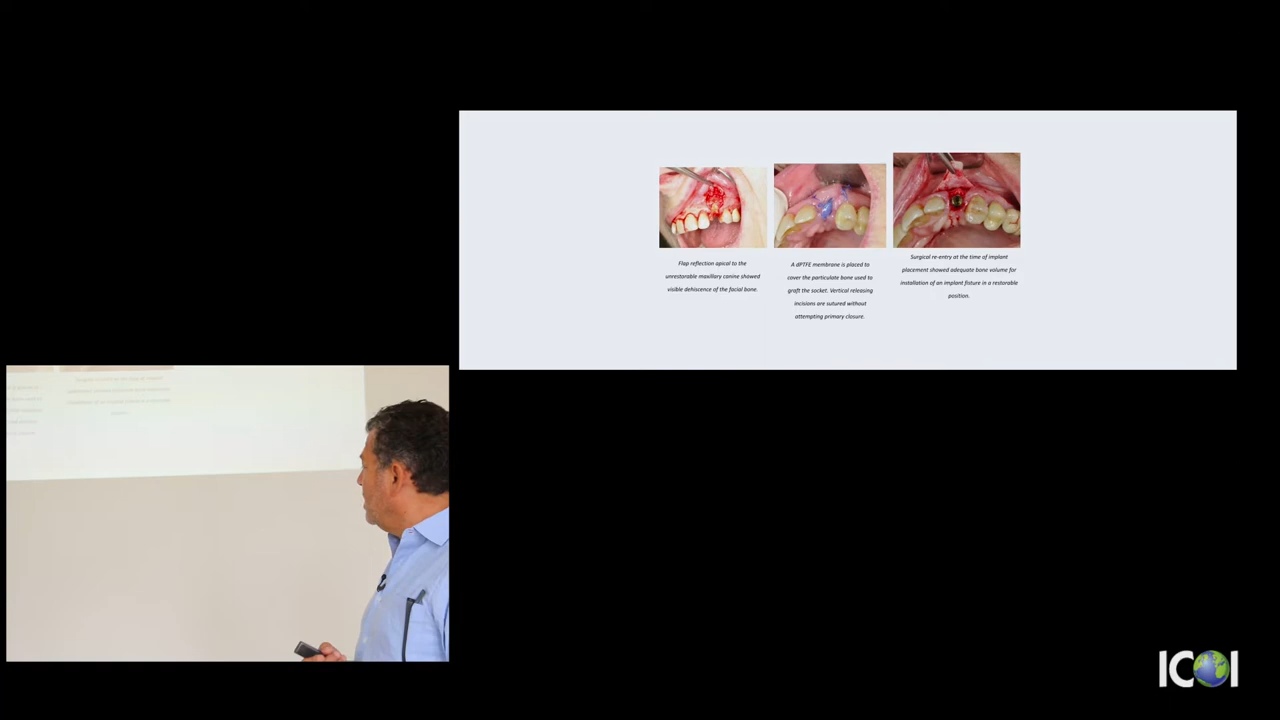 Flap reflection apical to the
unrestorable maxillary canine showed
visible dehiscence of the facial bone.
A dPTFE membrane is placed to
cover the particulate bone used to
graft the socket. Vertical releasing
incisions are sutured without
attempting primary closure.
Surgical re-entry at the time of implant
placement showed adequate bone volume for
installation of an implant fixture in a restorable
position.
ICOI